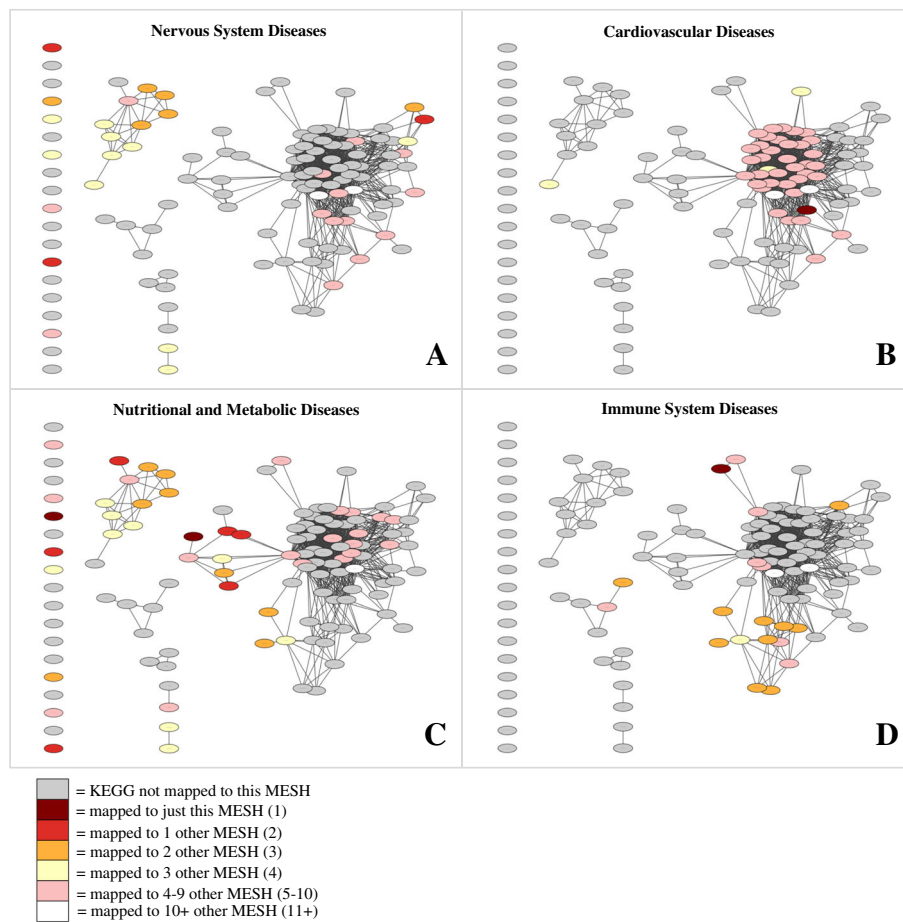 Nervous System Diseases
Cardiovascular Diseases
A
B
Nutritional and Metabolic Diseases
Immune System Diseases
C
D
= KEGG not mapped to this MESH
= mapped to just this MESH (1)
= mapped to 1 other MESH (2)
= mapped to 2 other MESH (3)
= mapped to 3 other MESH (4)
= mapped to 4-9 other MESH (5-10)
= mapped to 10+ other MESH (11+)